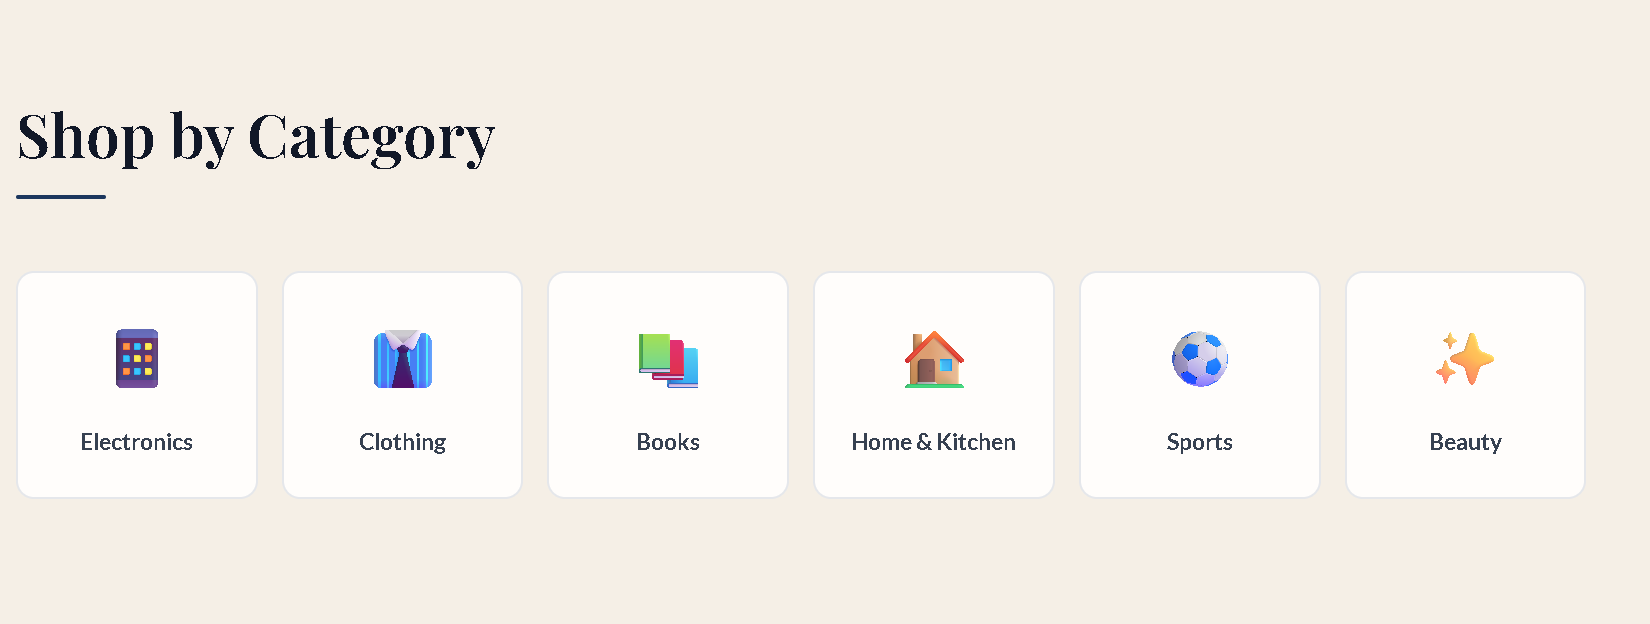 Shop by Category
Electronics
Clothing
Books
Home & Kitchen
Sports
Beauty